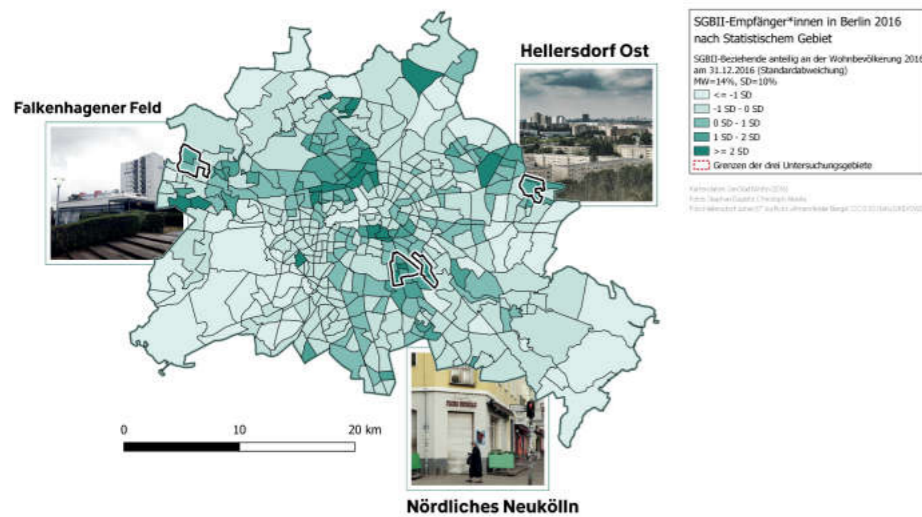 Hellersdorf Ost
Falkenhagener Feld
SGBII-Empfänger*innen in Berlin 2016
nach Statistischem Gebiet
SGBII-Beziehende anteilig an der Wohnbevölkerung 2016
am 31.12.2016 (Standardabweichung)
MW=14%, SD=10%
<= -1 SD
-1 SD - 0 SD
0 SD - 1 SD
1 SD - 2 SD
>= 2 SD
Grenzen der drei Untersuchungsgebiete
0 10 20 km
Nördliches Neukölln